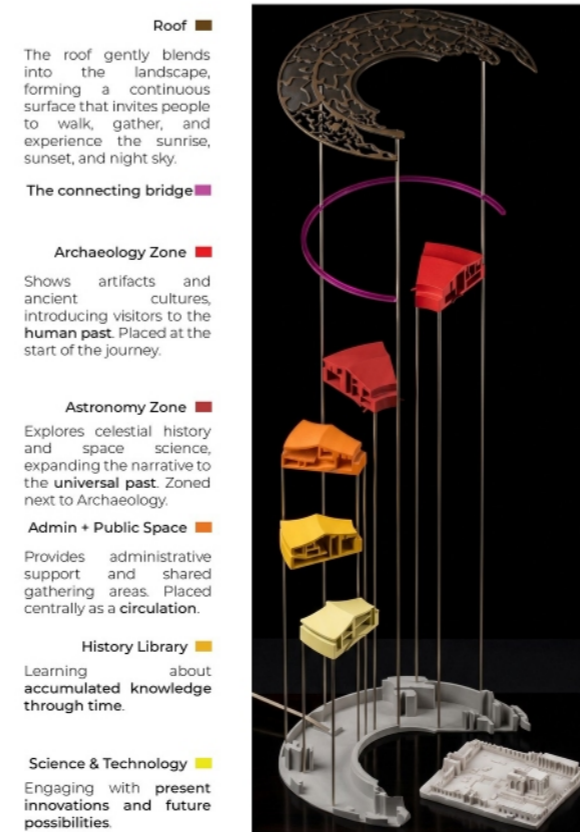 Roof
The roof gently blends
into the landscape,
forming a continuous
surface that invites people
to walk, gather, and
experience the sunrise,
sunset, and night sky.
The connecting bridge
Archaeology Zone
Shows artifacts and
ancient cultures,
introducing visitors to the
human past. Placed at the
start of the journey.
Astronomy Zone
Explores celestial history
and space science,
expanding the narrative to
the universal past. Zoned
next to Archaeology.
Admin + Public Space
Provides administrative
support and shared
gathering areas. Placed
centrally as a circulation.
History Library
Learning about
accumulated knowledge
through time.
Science & Technology
Engaging with present
innovations and future
possibilities.